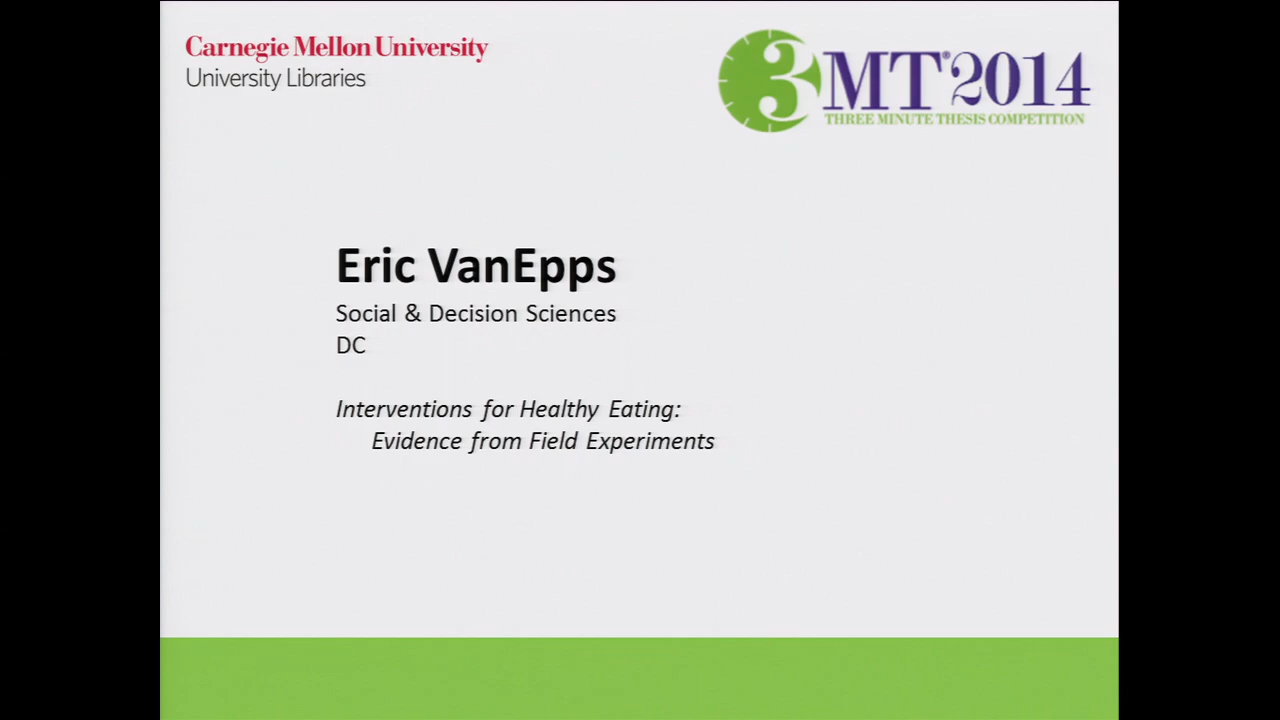 Carnegie Mellon University
University Libraries
3MT® 2014
THREE MINUTE THESIS COMPETITION
Eric VanEpps
Social & Decision Sciences
DC
Interventions for Healthy Eating:
Evidence from Field Experiments